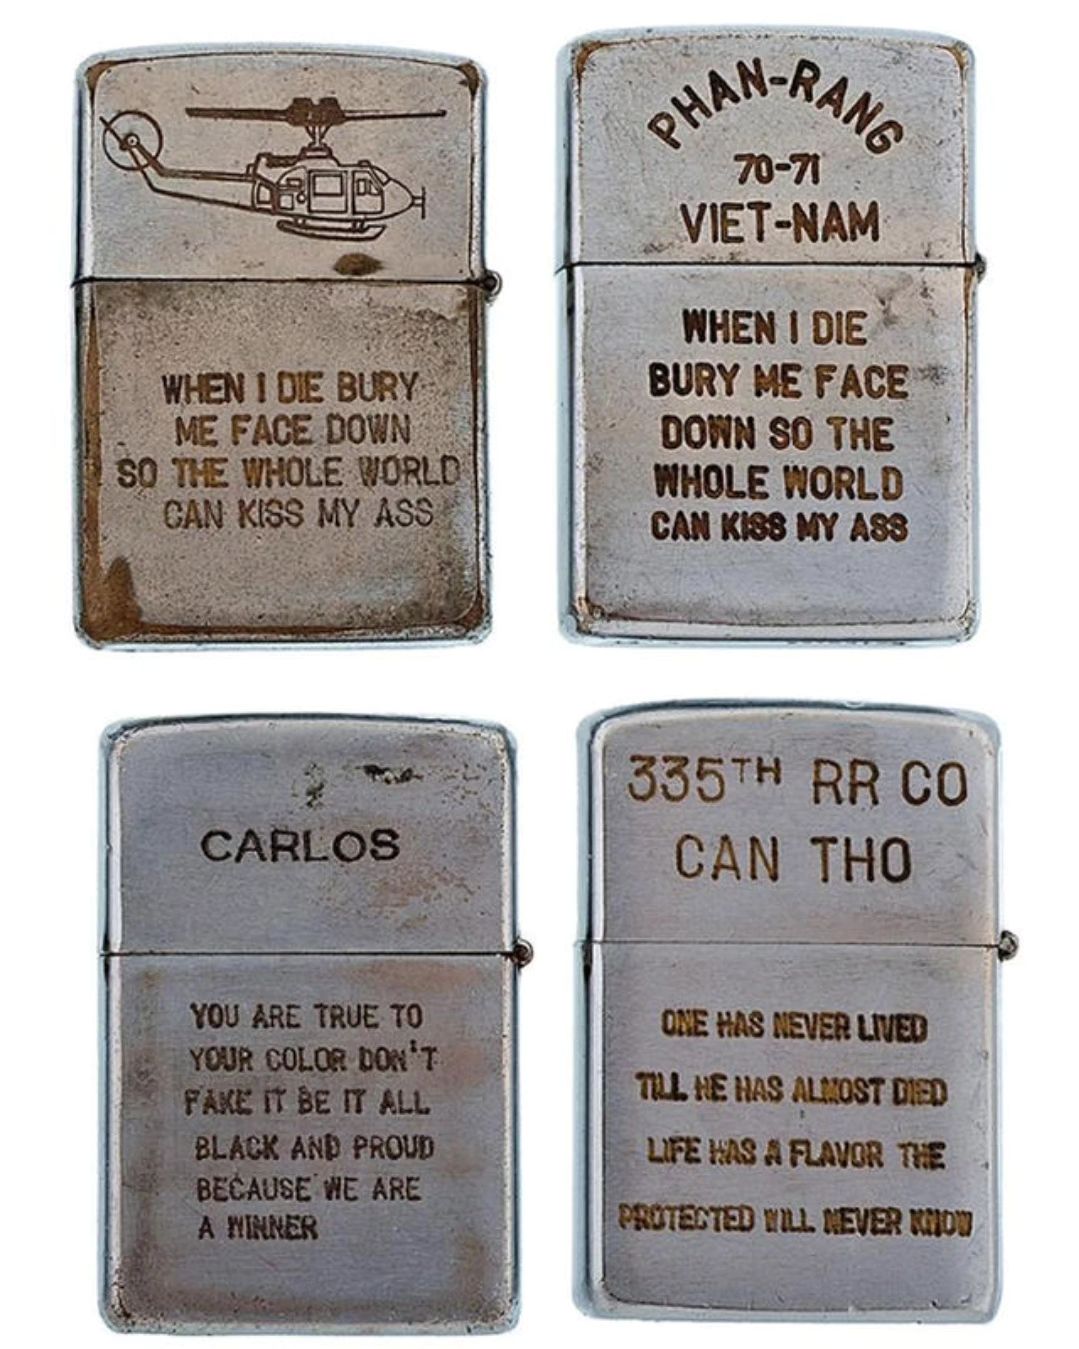 WHEN I DIE BURY
ME FACE DOWN
SO THE WHOLE WORLD
CAN KISS MY ASS
PHAN-RANG
70-71
VIET-NAM
WHEN I DIE
BURY ME FACE
DOWN SO THE
WHOLE WORLD
CAN KISS MY ASS
CARLOS
YOU ARE TRUE TO
YOUR COLOR DON'T
FAKE IT BE IT ALL
BLACK AND PROUD
BECAUSE WE ARE
A WINNER
335TH RR CO
CAN THO
ONE HAS NEVER LIVED
TILL HE HAS ALMOST DIED
LIFE HAS A FLAVOR THE
PROTECTED WILL NEVER KNOW